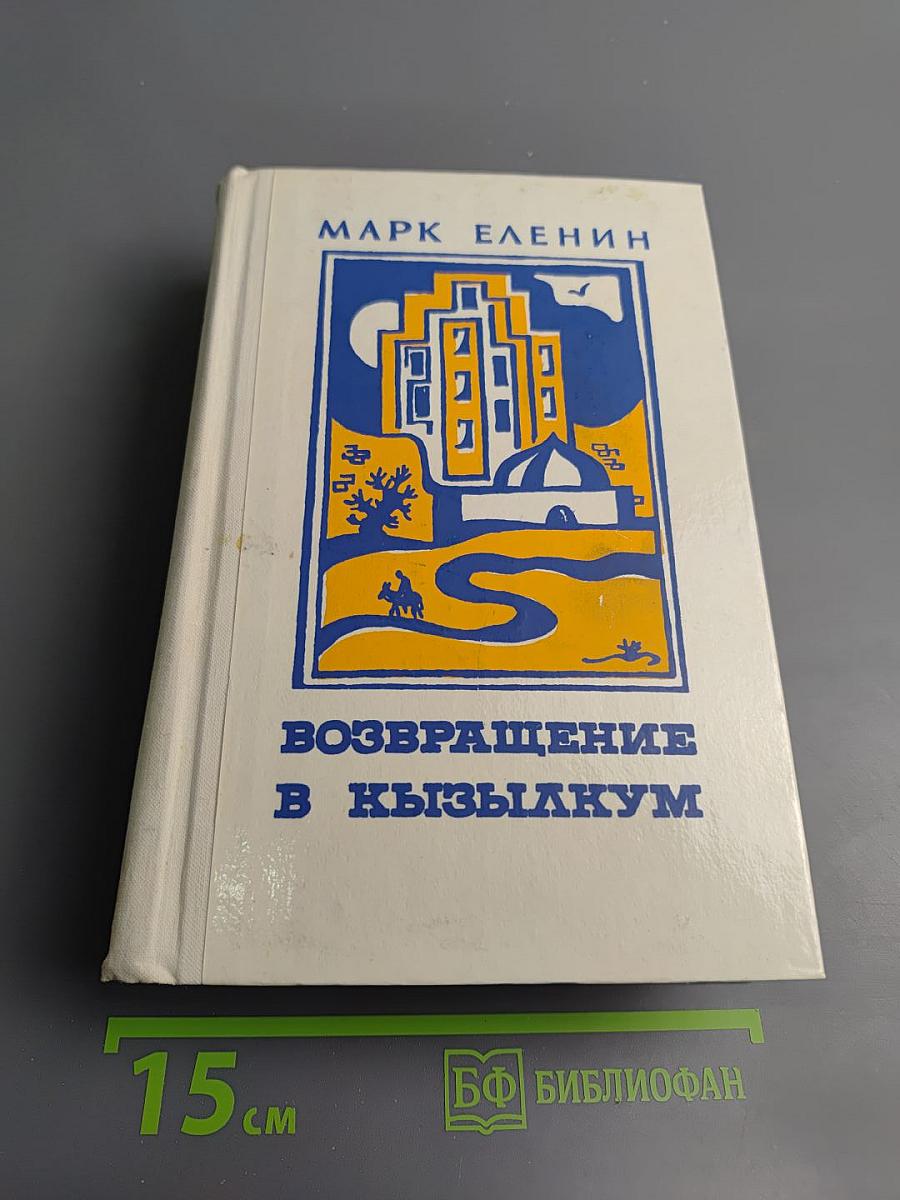 МАРК ЕЛЕНИН
ВОЗВРАЩЕНИЕ
В КЫЗЫЛКУМ
15 см
БФ БИБЛИОФАН